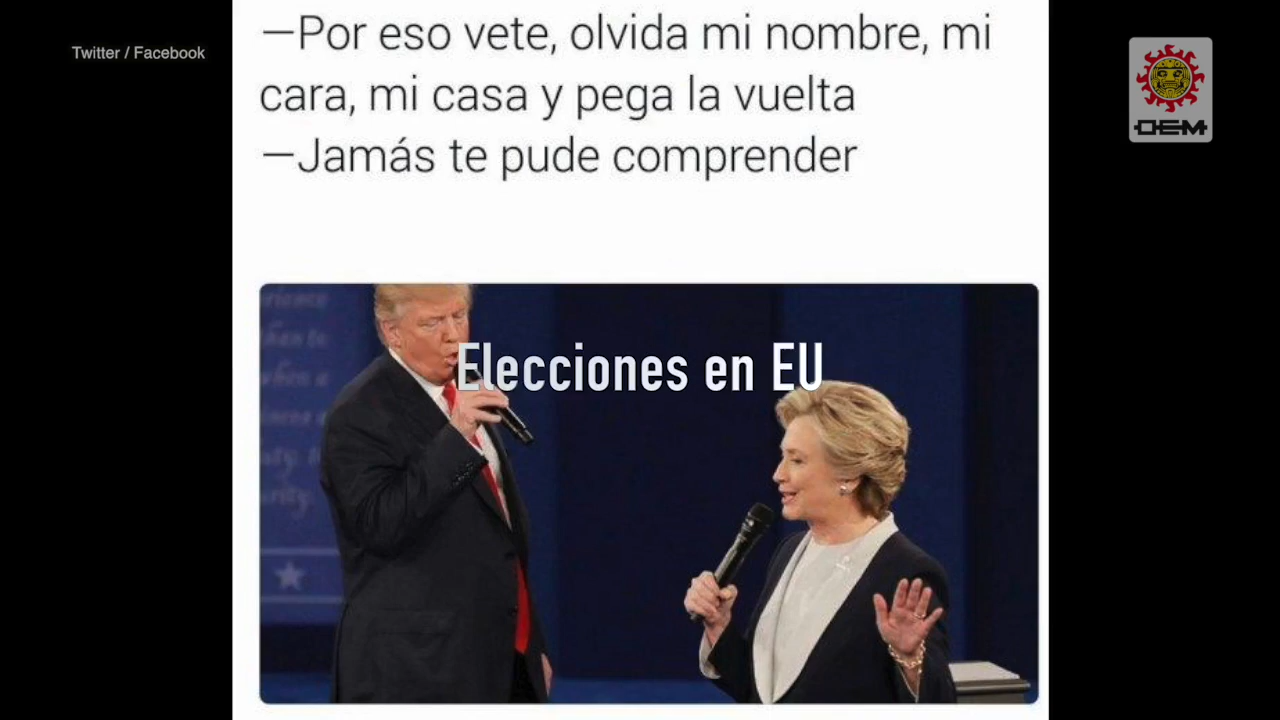 Twitter / Facebook
—Por eso vete, olvida mi nombre, mi
cara, mi casa y pega la vuelta
—Jamás te pude comprender
OEM
Elecciones en EU